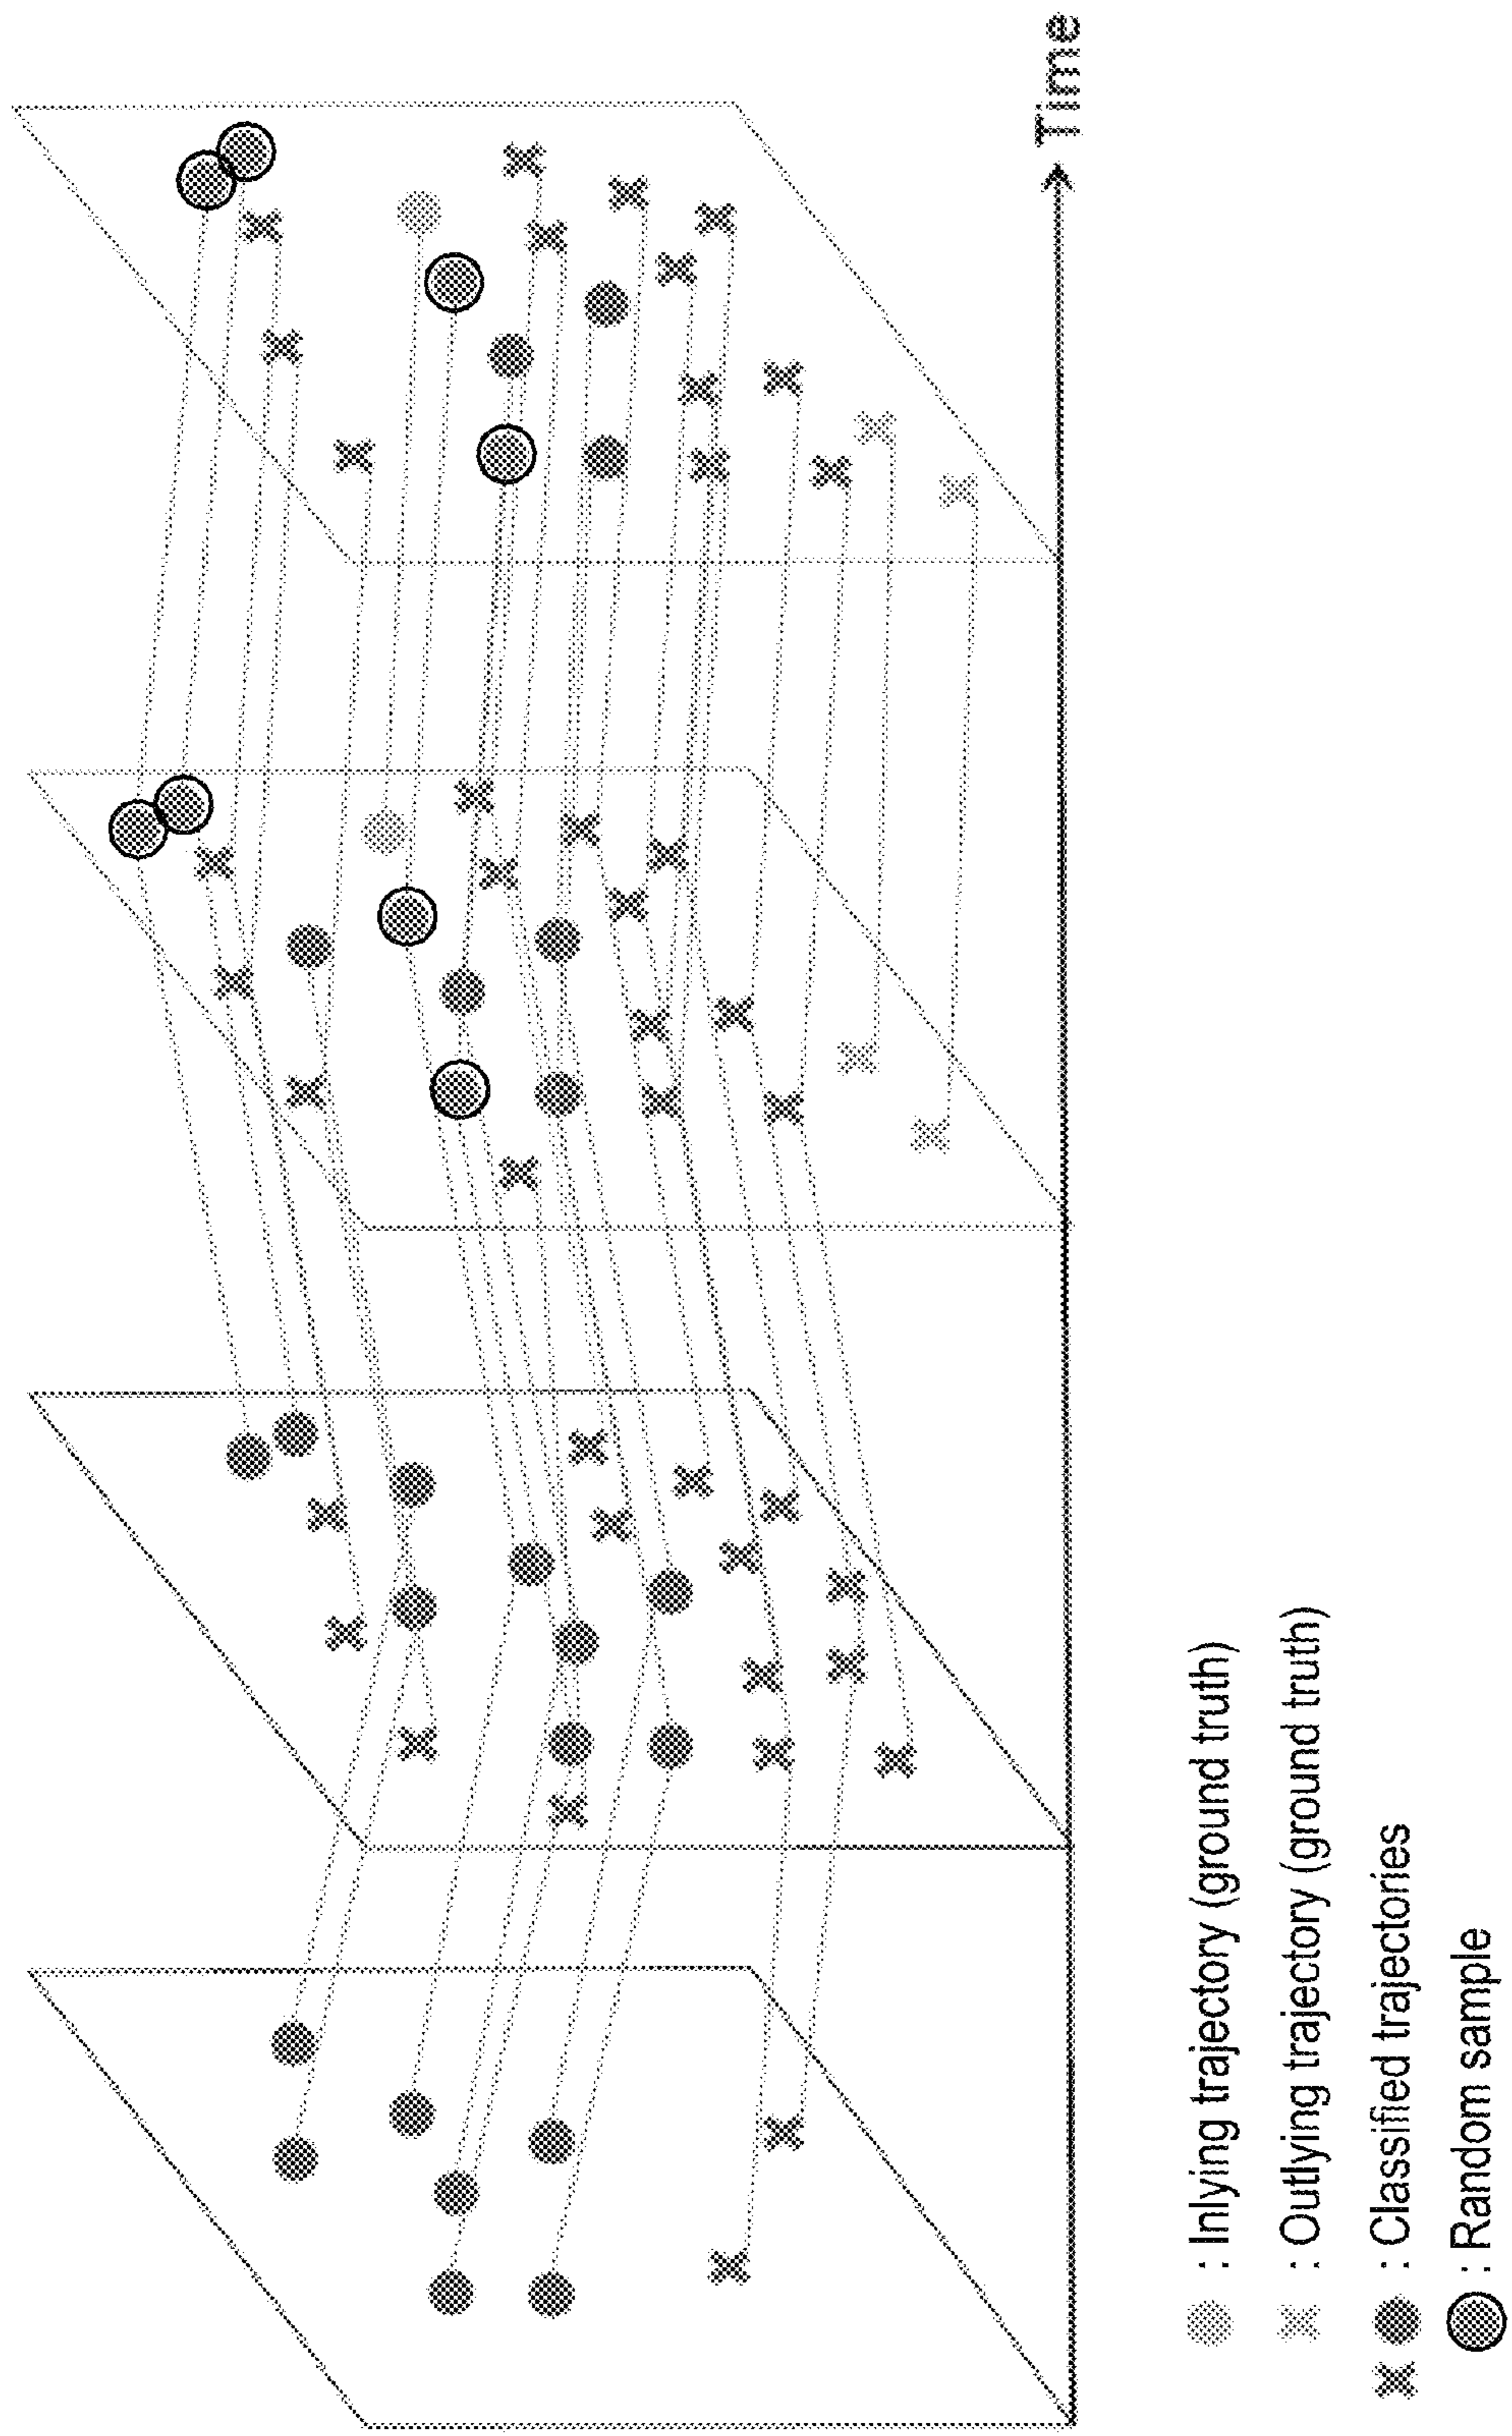 Time
: Inlying trajectory (ground truth)
: Outlying trajectory (ground truth)
: Classified trajectories
: Random sample